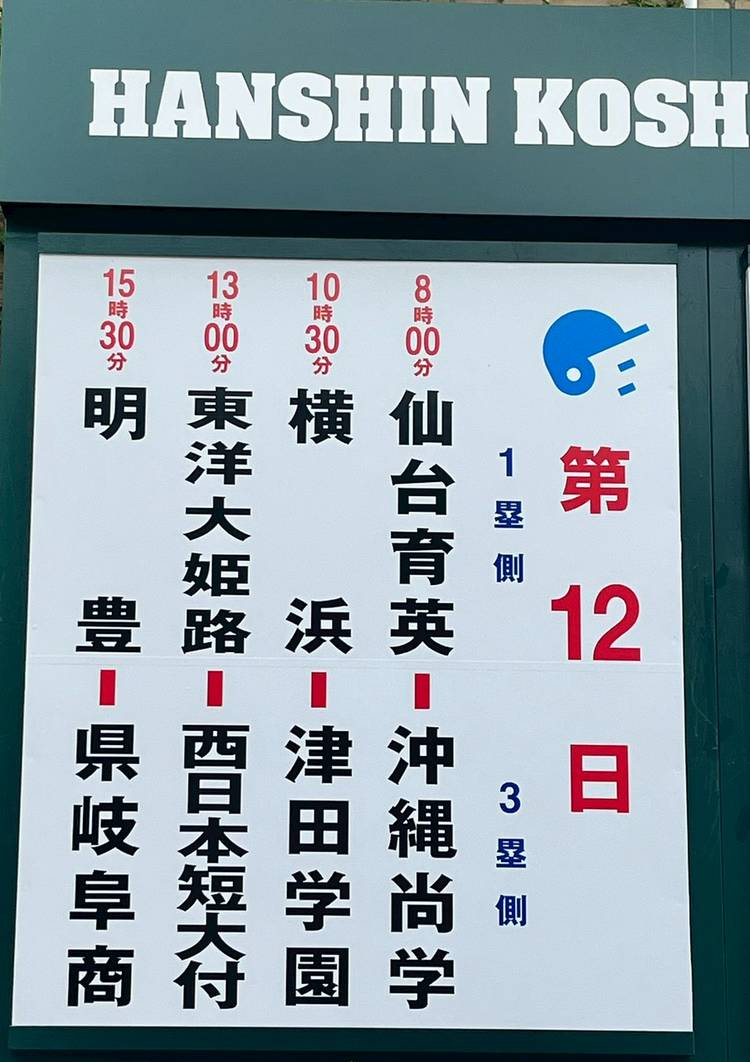 HANSHIN KOSH
第12日
1塁側
3塁側
8時00分
仙台育英
沖縄尚学
10時30分
横浜
津田学園
13時00分
東洋大姫路
西日本短大付
15時30分
明豊
県岐阜商